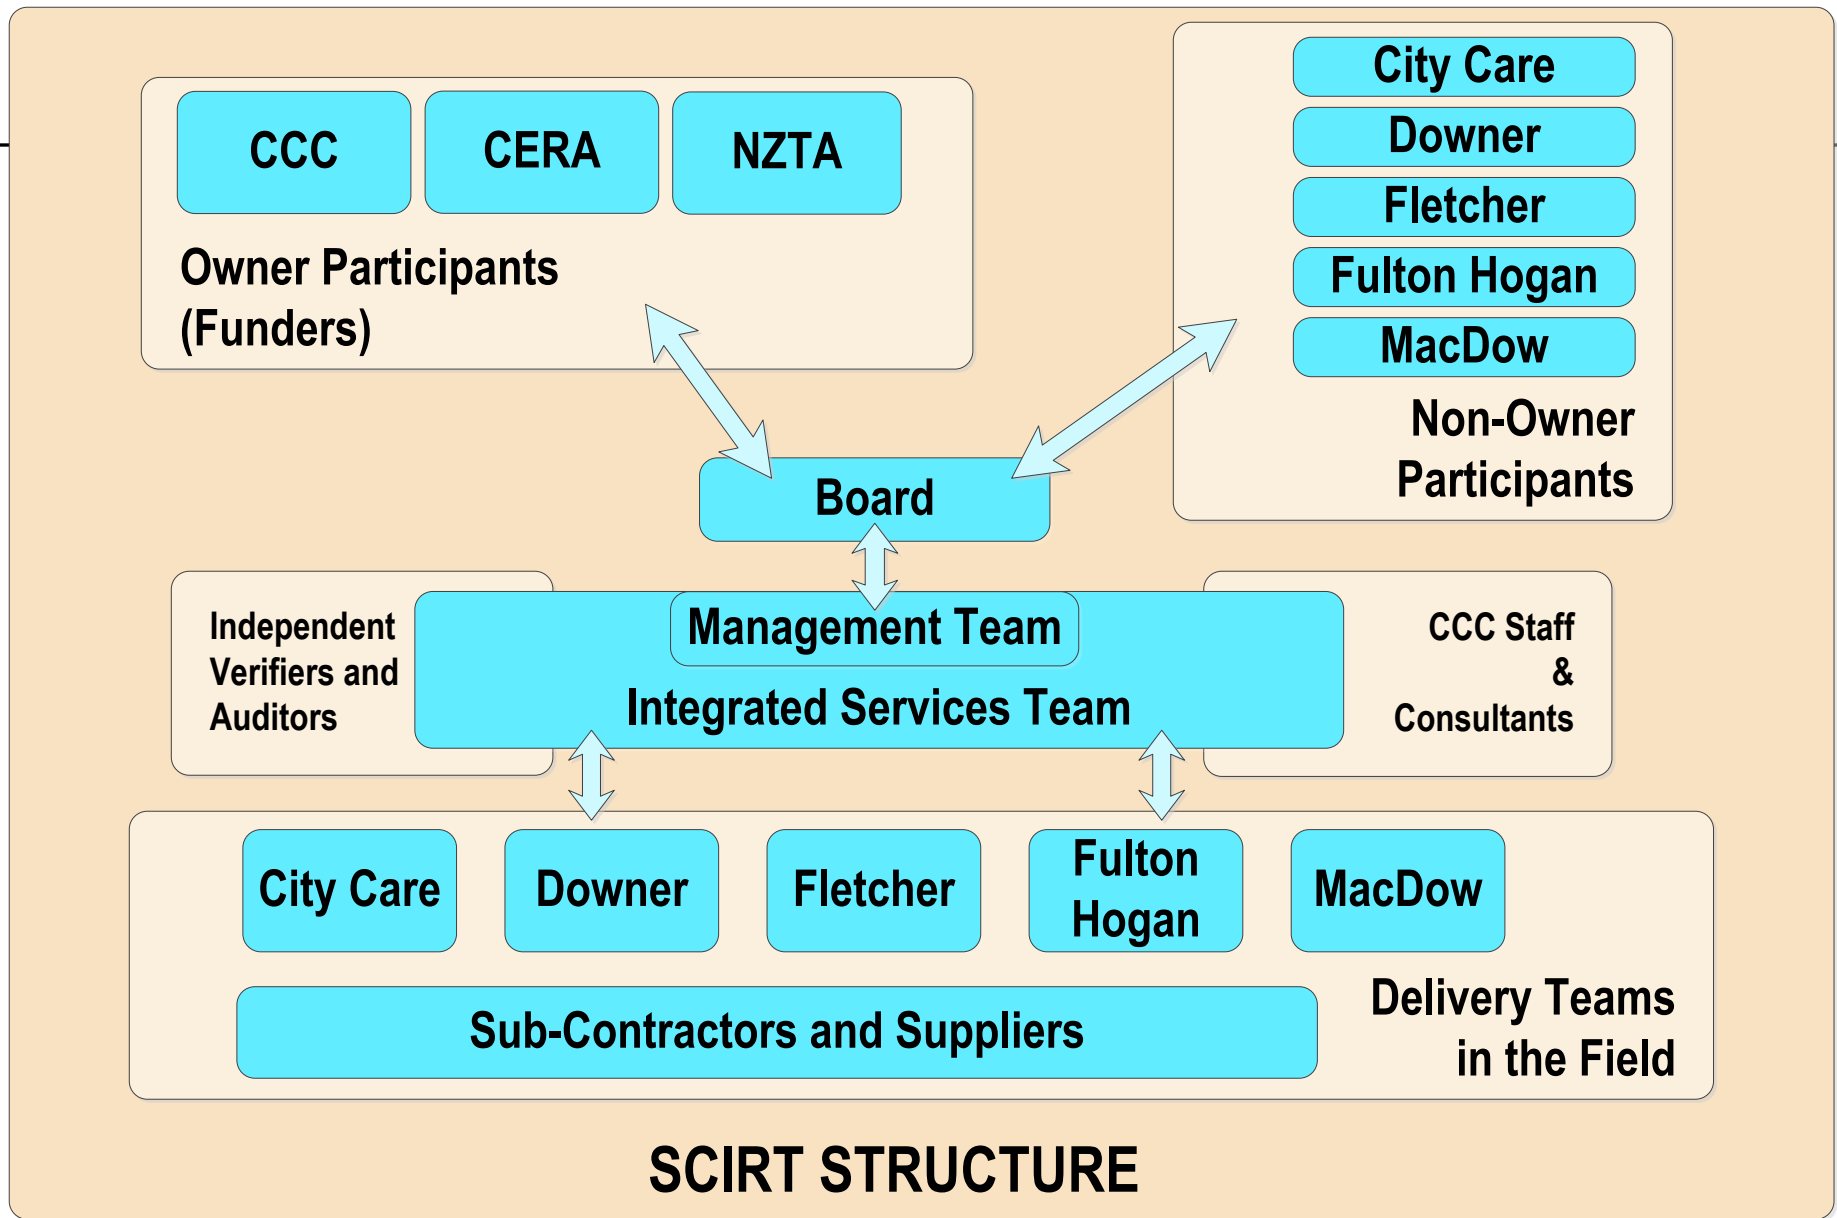 CCC
CERA
NZTA
Owner Participants
(Funders)
City Care
Downer
Fletcher
Fulton Hogan
MacDow
Non-Owner
Participants
Board
Independent
Verifiers and
Auditors
Management Team
Integrated Services Team
CCC Staff
&
Consultants
City Care
Downer
Fletcher
Fulton
Hogan
MacDow
Sub-Contractors and Suppliers
Delivery Teams
in the Field
SCIRT STRUCTURE